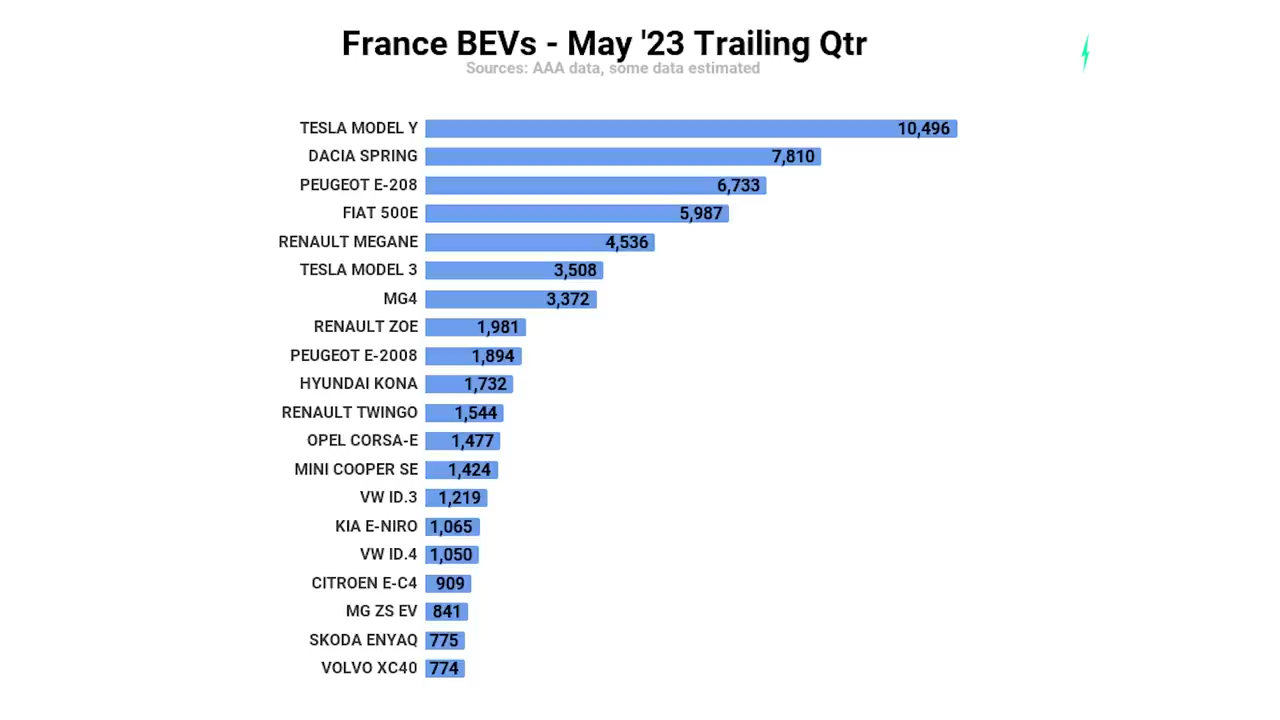 France BEVs - May '23 Trailing Qtr
Sources: AAA data, some data estimated
TESLA MODEL Y 10,496
DACIA SPRING 7,810
PEUGEOT E-208 6,733
FIAT 500E 5,987
RENAULT MEGANE 4,536
TESLA MODEL 3 3,508
MG4 3,372
RENAULT ZOE 1,981
PEUGEOT E-2008 1,894
HYUNDAI KONA 1,732
RENAULT TWINGO 1,544
OPEL CORSA-E 1,477
MINI COOPER SE 1,424
VW ID.3 1,219
KIA E-NIRO 1,065
VW ID.4 1,050
CITROEN E-C4 909
MG ZS EV 841
SKODA ENYAQ 775
VOLVO XC40 774